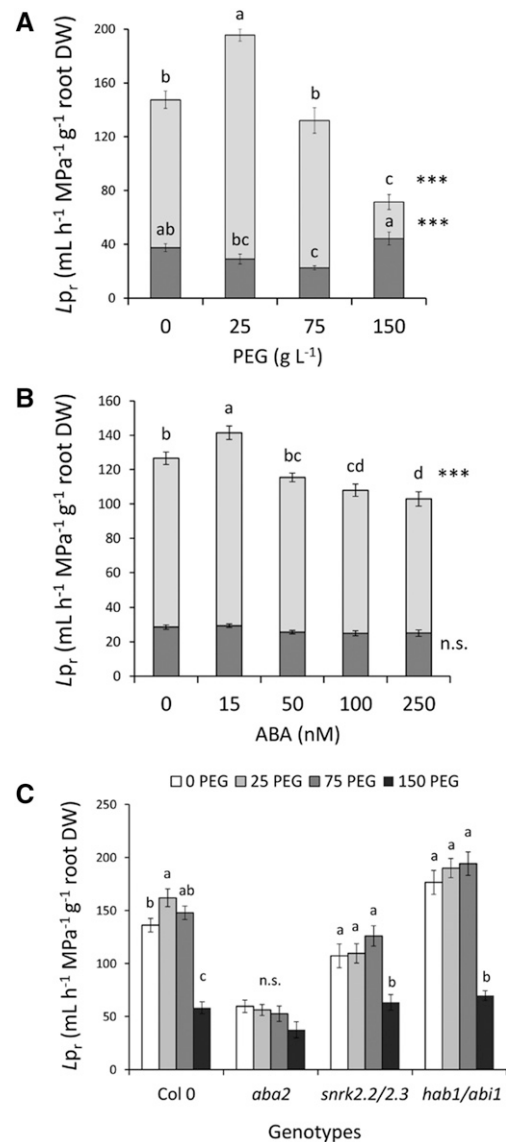 A
Lpr (mL h-1 MPa-1 g-1 root DW)
200
160
120
80
40
0
b
a
b
c
***
ab
bc
c
a
***
0 25 75 150
PEG (g L-1)
B
Lpr (mL h-1 MPa-1 g-1 root DW)
160
140
120
100
80
60
40
20
0
b
a
bc
cd
d
***
n.s.
0 15 50 100 250
ABA (nM)
C
0 PEG 25 PEG 75 PEG 150 PEG
Lpr (mL h-1 MPa-1 g-1 root DW)
250
200
150
100
50
0
b a ab c
n.s.
a a a b
a a a b
Col 0 aba2 snrk2.2/2.3 hab1/abi1
Genotypes